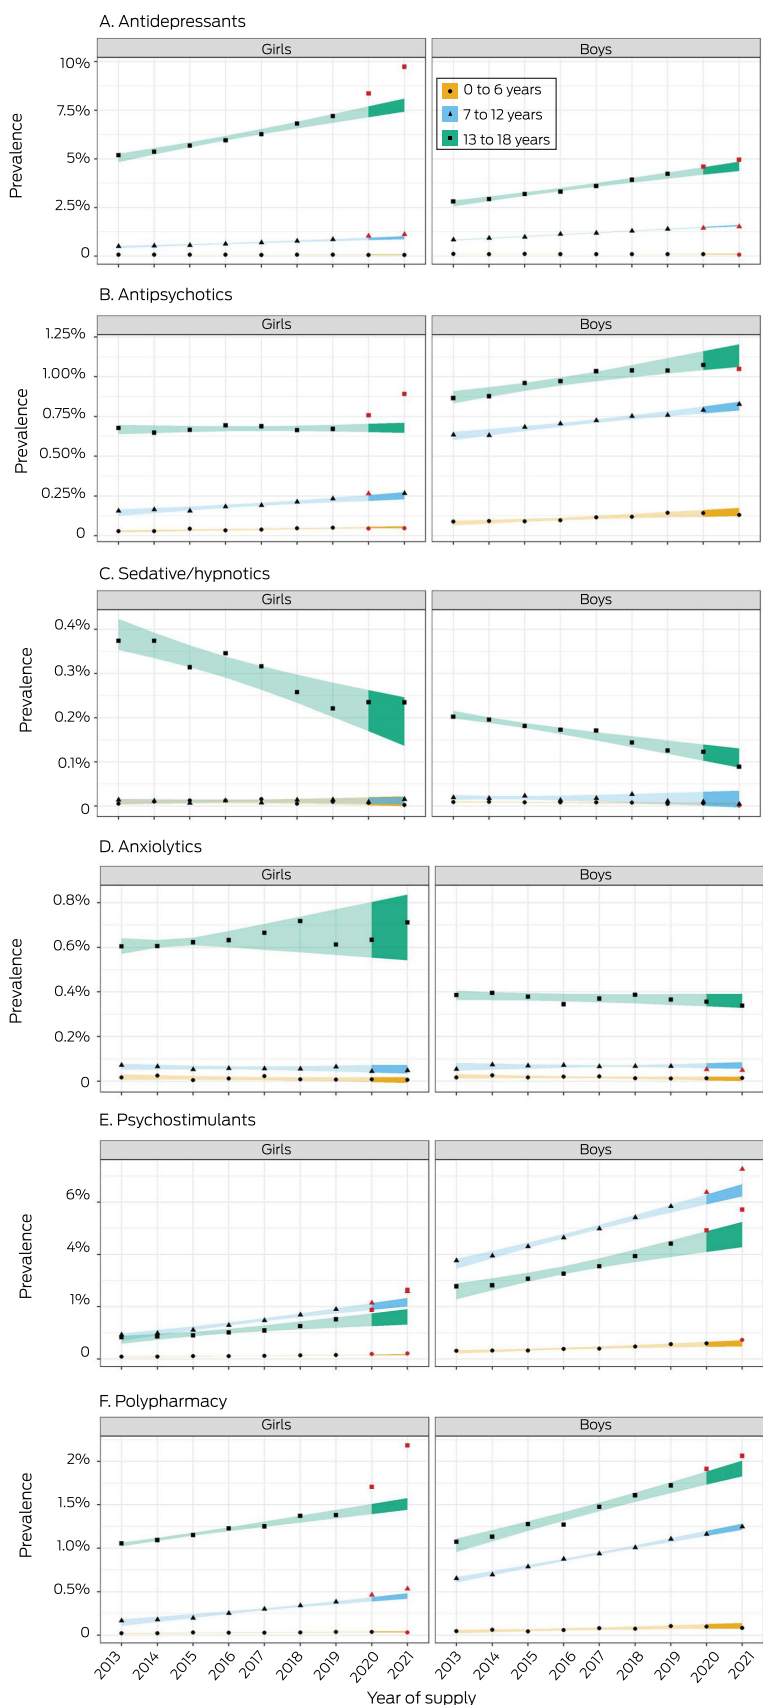 A. Antidepressants
Girls
Boys
10%
7.5%
5%
2.5%
0
Prevalence
0 to 6 years
7 to 12 years
13 to 18 years
B. Antipsychotics
Girls
Boys
1.25%
1.00%
0.75%
0.50%
0.25%
0
Prevalence
C. Sedative/hypnotics
Girls
Boys
0.4%
0.3%
0.2%
0.1%
0
Prevalence
D. Anxiolytics
Girls
Boys
0.8%
0.6%
0.4%
0.2%
0
Prevalence
E. Psychostimulants
Girls
Boys
6%
4%
1%
0
Prevalence
F. Polypharmacy
Girls
Boys
2%
1.5%
1.0%
0.5%
0
Prevalence
2013 2014 2015 2016 2017 2018 2019 2020 2021 2013 2014 2015 2016 2017 2018 2019 2020 2021
Year of supply